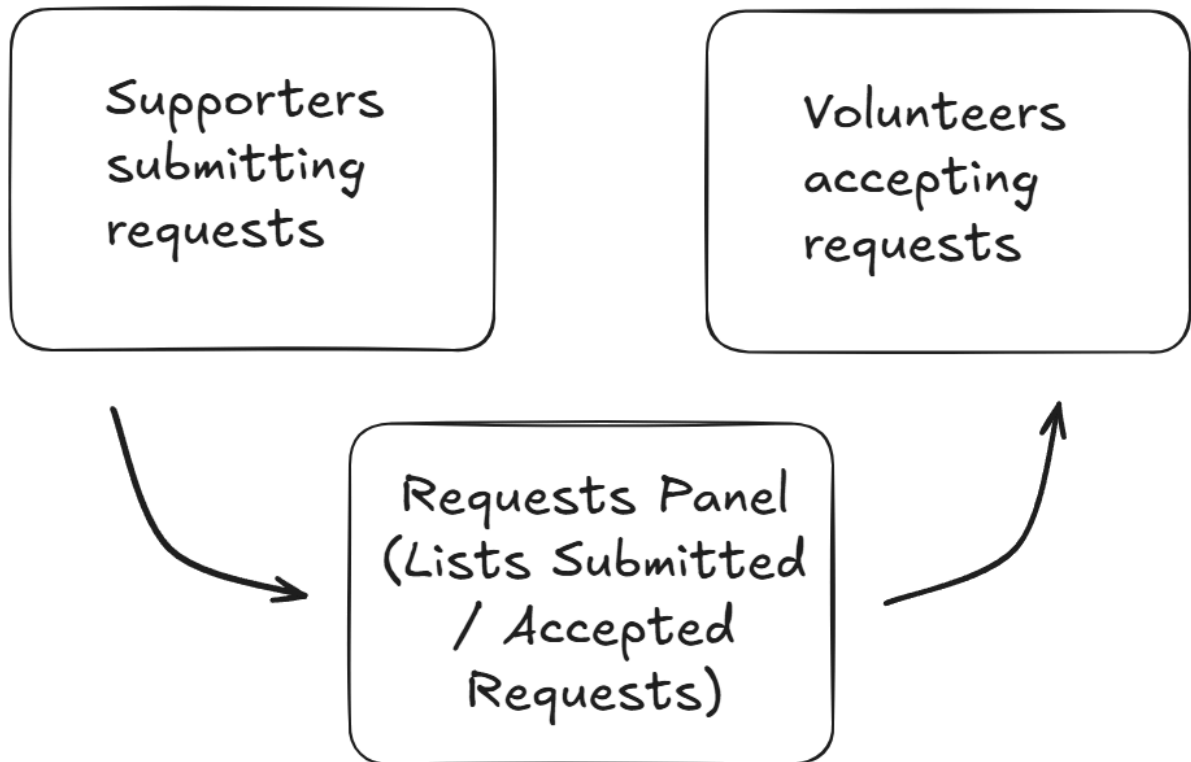 Supporters
submitting
requests
Volunteers
accepting
requests
Requests Panel
(Lists Submitted
/ Accepted
Requests)